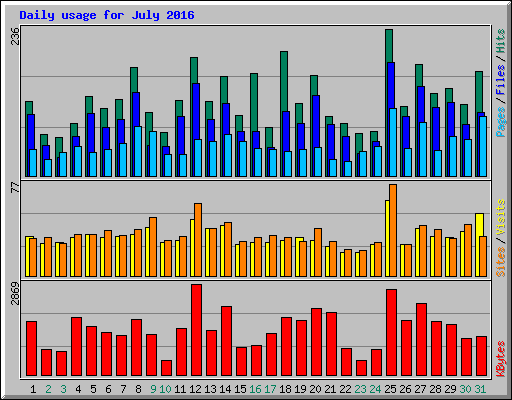 Daily usage for July 2016
236
Pages / Files / Hits
77
Sites / Visits
2869
KBytes
1 2 3 4 5 6 7 8 9 10 11 12 13 14 15 16 17 18 19 20 21 22 23 24 25 26 27 28 29 30 31